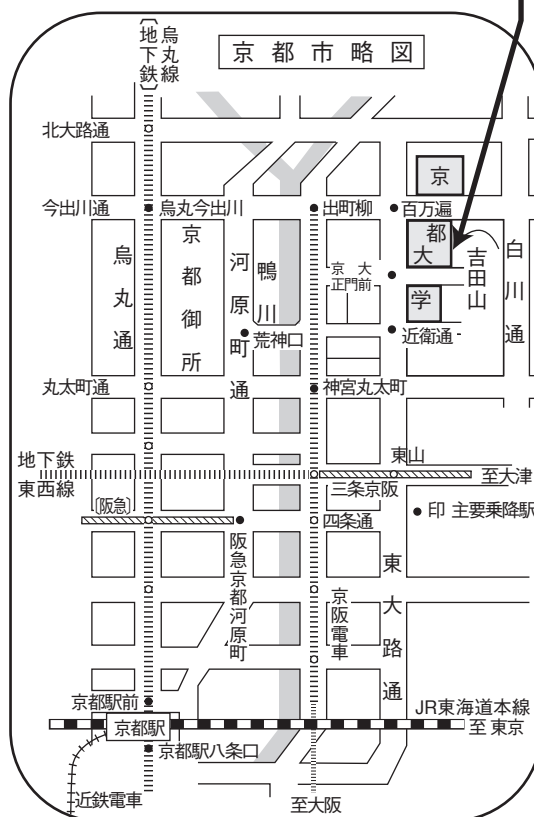 地下鉄
烏丸線
京都市略図
北大路通
今出川通
烏丸今出川
出町柳
百万遍
京
都
大
学
烏丸通
京都御所
河原町通
鴨川
京大
正門前
吉田山
白川通
荒神口
近衛通
丸太町通
神宮丸太町
地下鉄
東西線
東山
三条京阪
至大津
〔阪急〕
四条通
●印 主要乗降駅
阪急京都河原町
京阪電車
東大路通
京都駅前
JR東海道本線
至 東京
京都駅
京都駅八条口
近鉄電車
至大阪